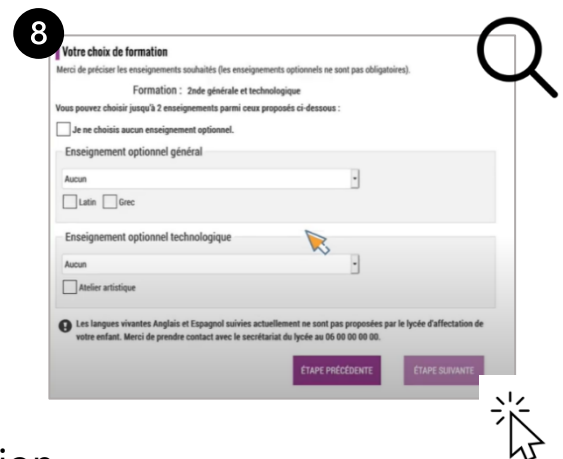 8
Votre choix de formation
Merci de préciser les enseignements souhaités (les enseignements optionnels ne sont pas obligatoires).
Formation : 2nde générale et technologique
Vous pouvez choisir jusqu'à 2 enseignements parmi ceux proposés ci-dessous :
Je ne choisis aucun enseignement optionnel.
Enseignement optionnel général
Aucun
Latin Grec
Enseignement optionnel technologique
Aucun
Atelier artistique
Les langues vivantes Anglais et Espagnol suivies actuellement ne sont pas proposées par le lycée d'affectation de
votre enfant. Merci de prendre contact avec le secrétariat du lycée au 06 00 00 00 00.
ÉTAPE PRÉCÉDENTE ÉTAPE SUIVANTE